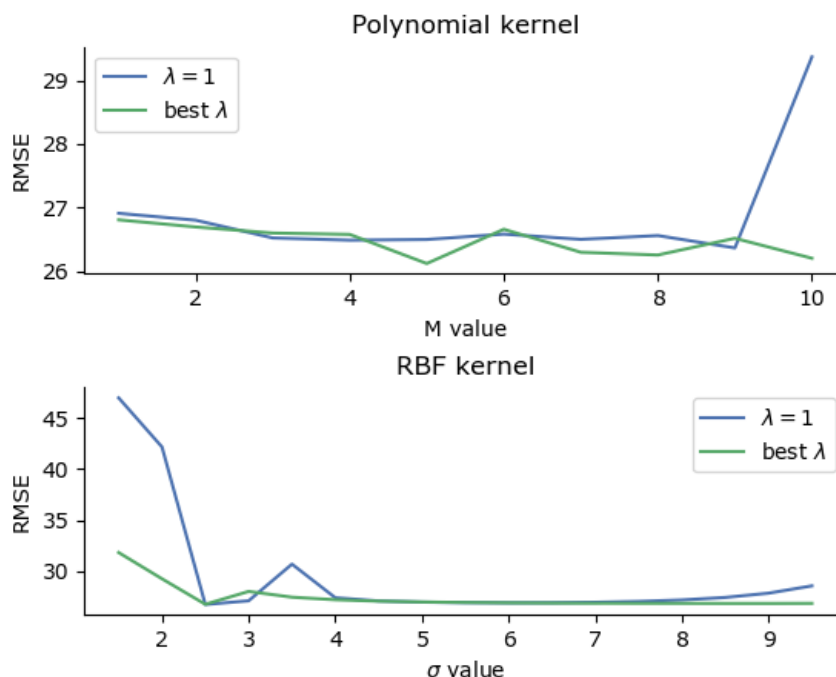 Polynomial kernel
RMSE
29
28
27
26
λ = 1
best λ
2 4 6 8 10
M value
RBF kernel
RMSE
45
40
35
30
λ = 1
best λ
2 3 4 5 6 7 8 9
σ value